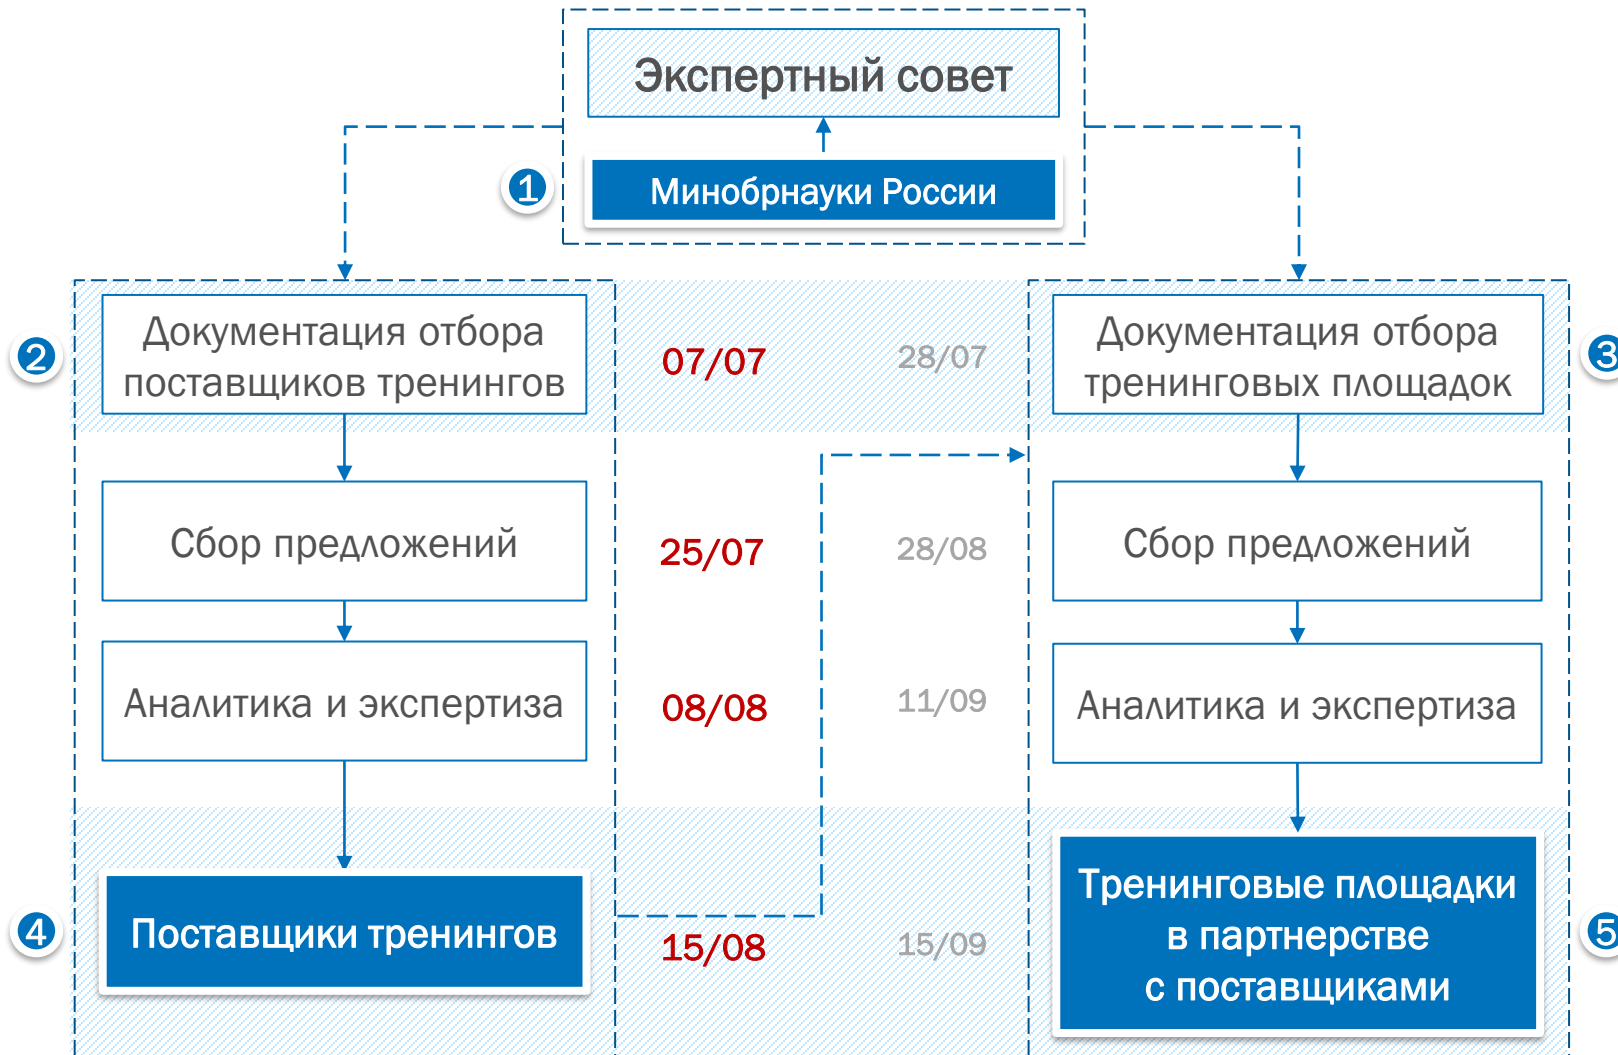 Экспертный совет
1
Минобрнауки России
2
Документация отбора
поставщиков тренингов
07/07
28/07
Документация отбора
тренинговых площадок
3
Сбор предложений
25/07
28/08
Сбор предложений
Аналитика и экспертиза
08/08
11/09
Аналитика и экспертиза
4
Поставщики тренингов
15/08
15/09
Тренинговые площадки
в партнерстве
с поставщиками
5